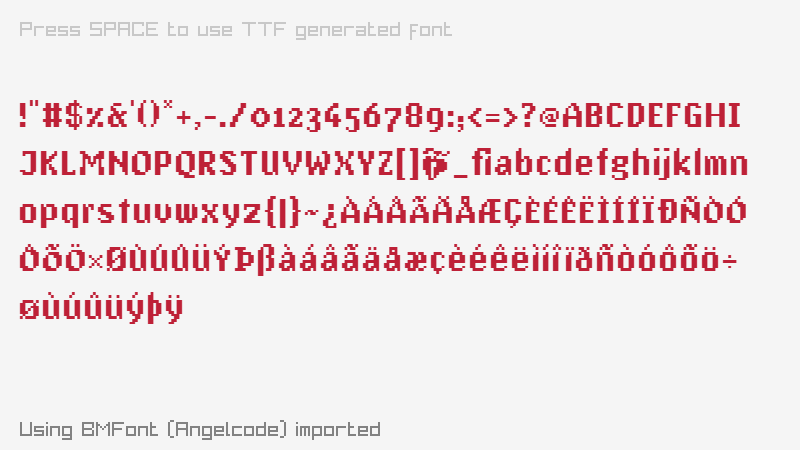 Press SPACE to use TTF generated font
!"#$%&'()*+,-./0123456789:;<=>?@ABCDEFGHI
JKLMNOPQRSTUVWXYZ[]_fiabcdefghijklmn
opqrstuvwxyz{|}~¿ÀÁÂÃÄÅÆÇÈÉÊËÌÍÎÏÐÑÒÓ
ÔÕÖ×ØÙÚÛÜÝÞßàáâãäåæçèéêëìíîïðñòóôõö÷
øùúûüýþÿ
Using BMFont (Angelcode) imported